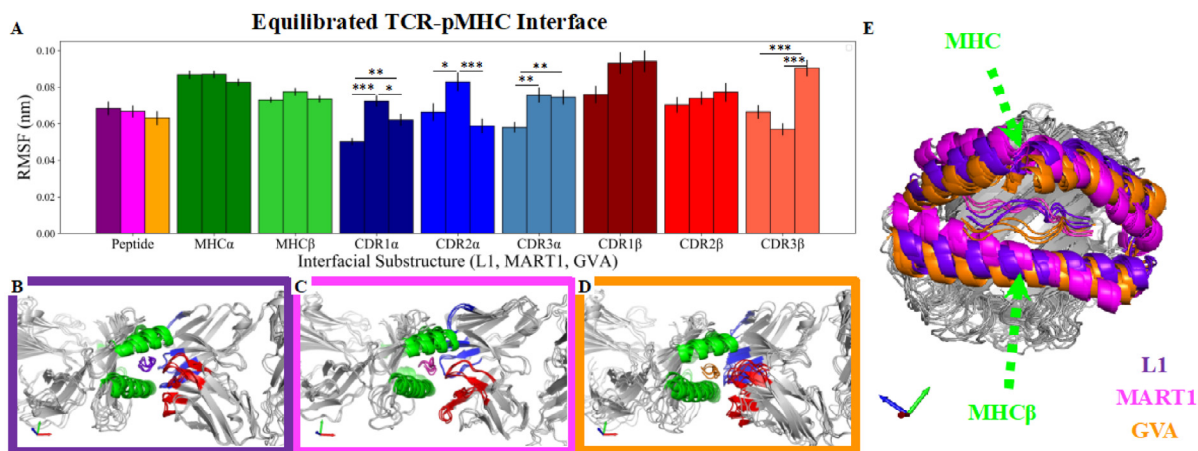 Equilibrated TCR-pMHC Interface
A
RMSF (nm)
0.10
0.08
0.06
0.04
0.02
0.00
** *** *
* ***
** **
*** ***
Peptide MHCα MHCβ CDR1α CDR2α CDR3α CDR1β CDR2β CDR3β
Interfacial Substructure (L1, MART1, GVA)
B
C
D
E
MHC
MHCβ
L1
MART1
GVA